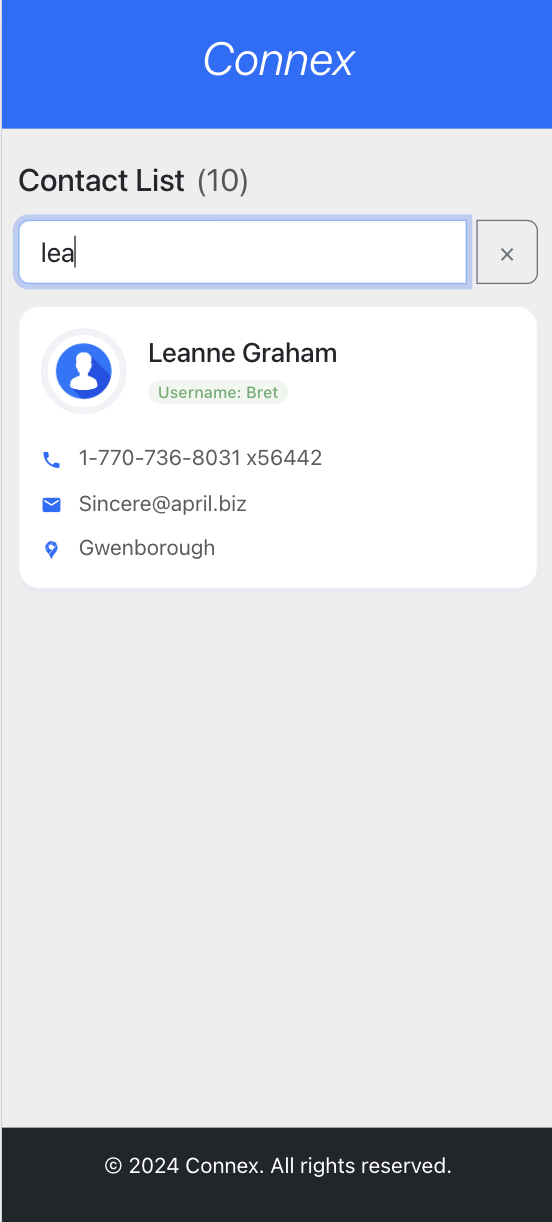 Connex
Contact List (10)
lea
×
Leanne Graham
Username: Bret
1-770-736-8031 x56442
Sincere@april.biz
Gwenborough
© 2024 Connex. All rights reserved.